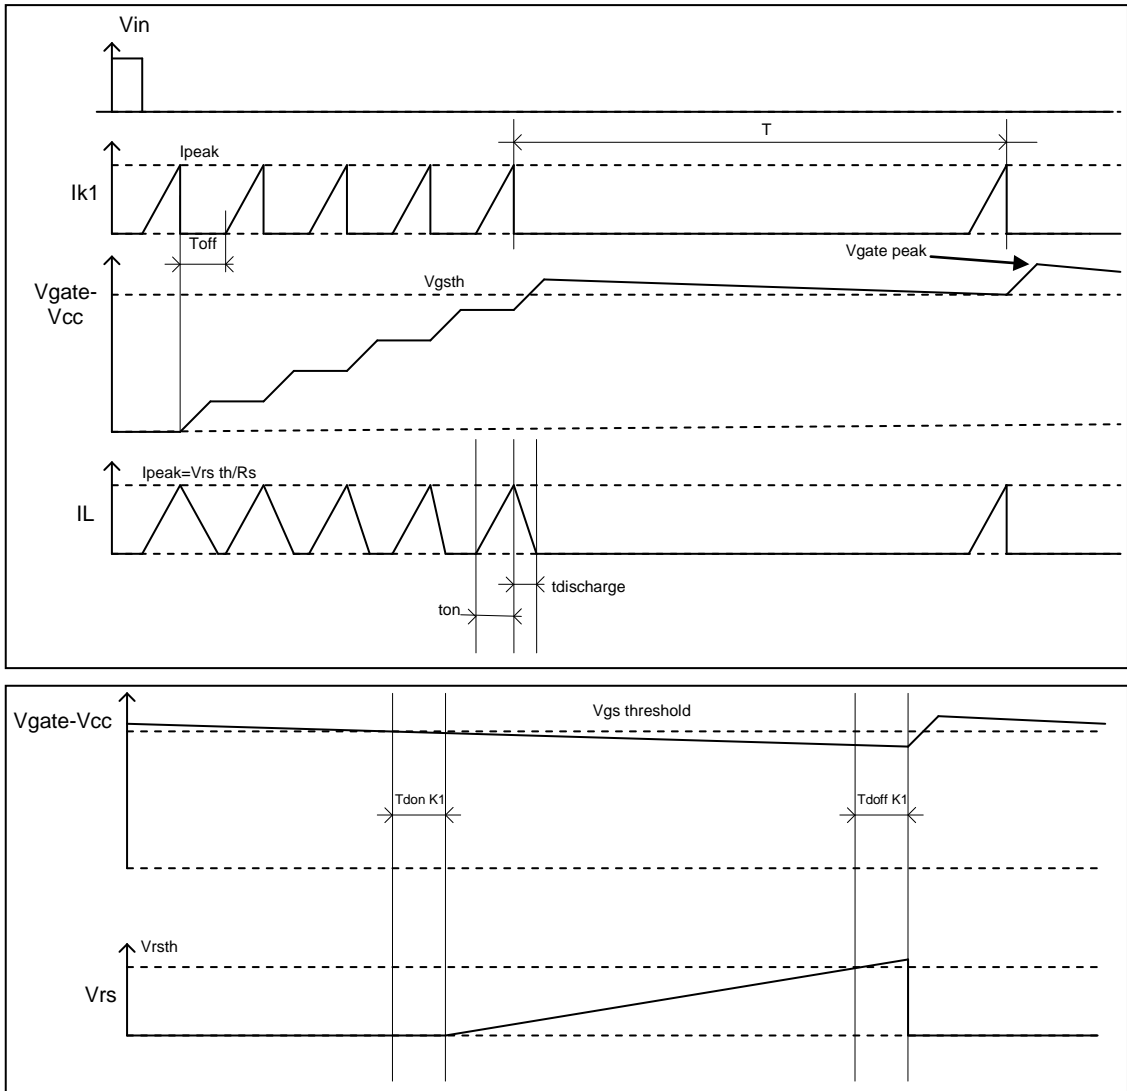 Vin
T
Ipeak
Ik1
Toff
Vgate peak
Vgate-
Vcc
Vgsth
Ipeak=Vrs th/Rs
IL
tdischarge
ton
Vgate-Vcc
Vgs threshold
Tdon K1
Tdoff K1
Vrsth
Vrs